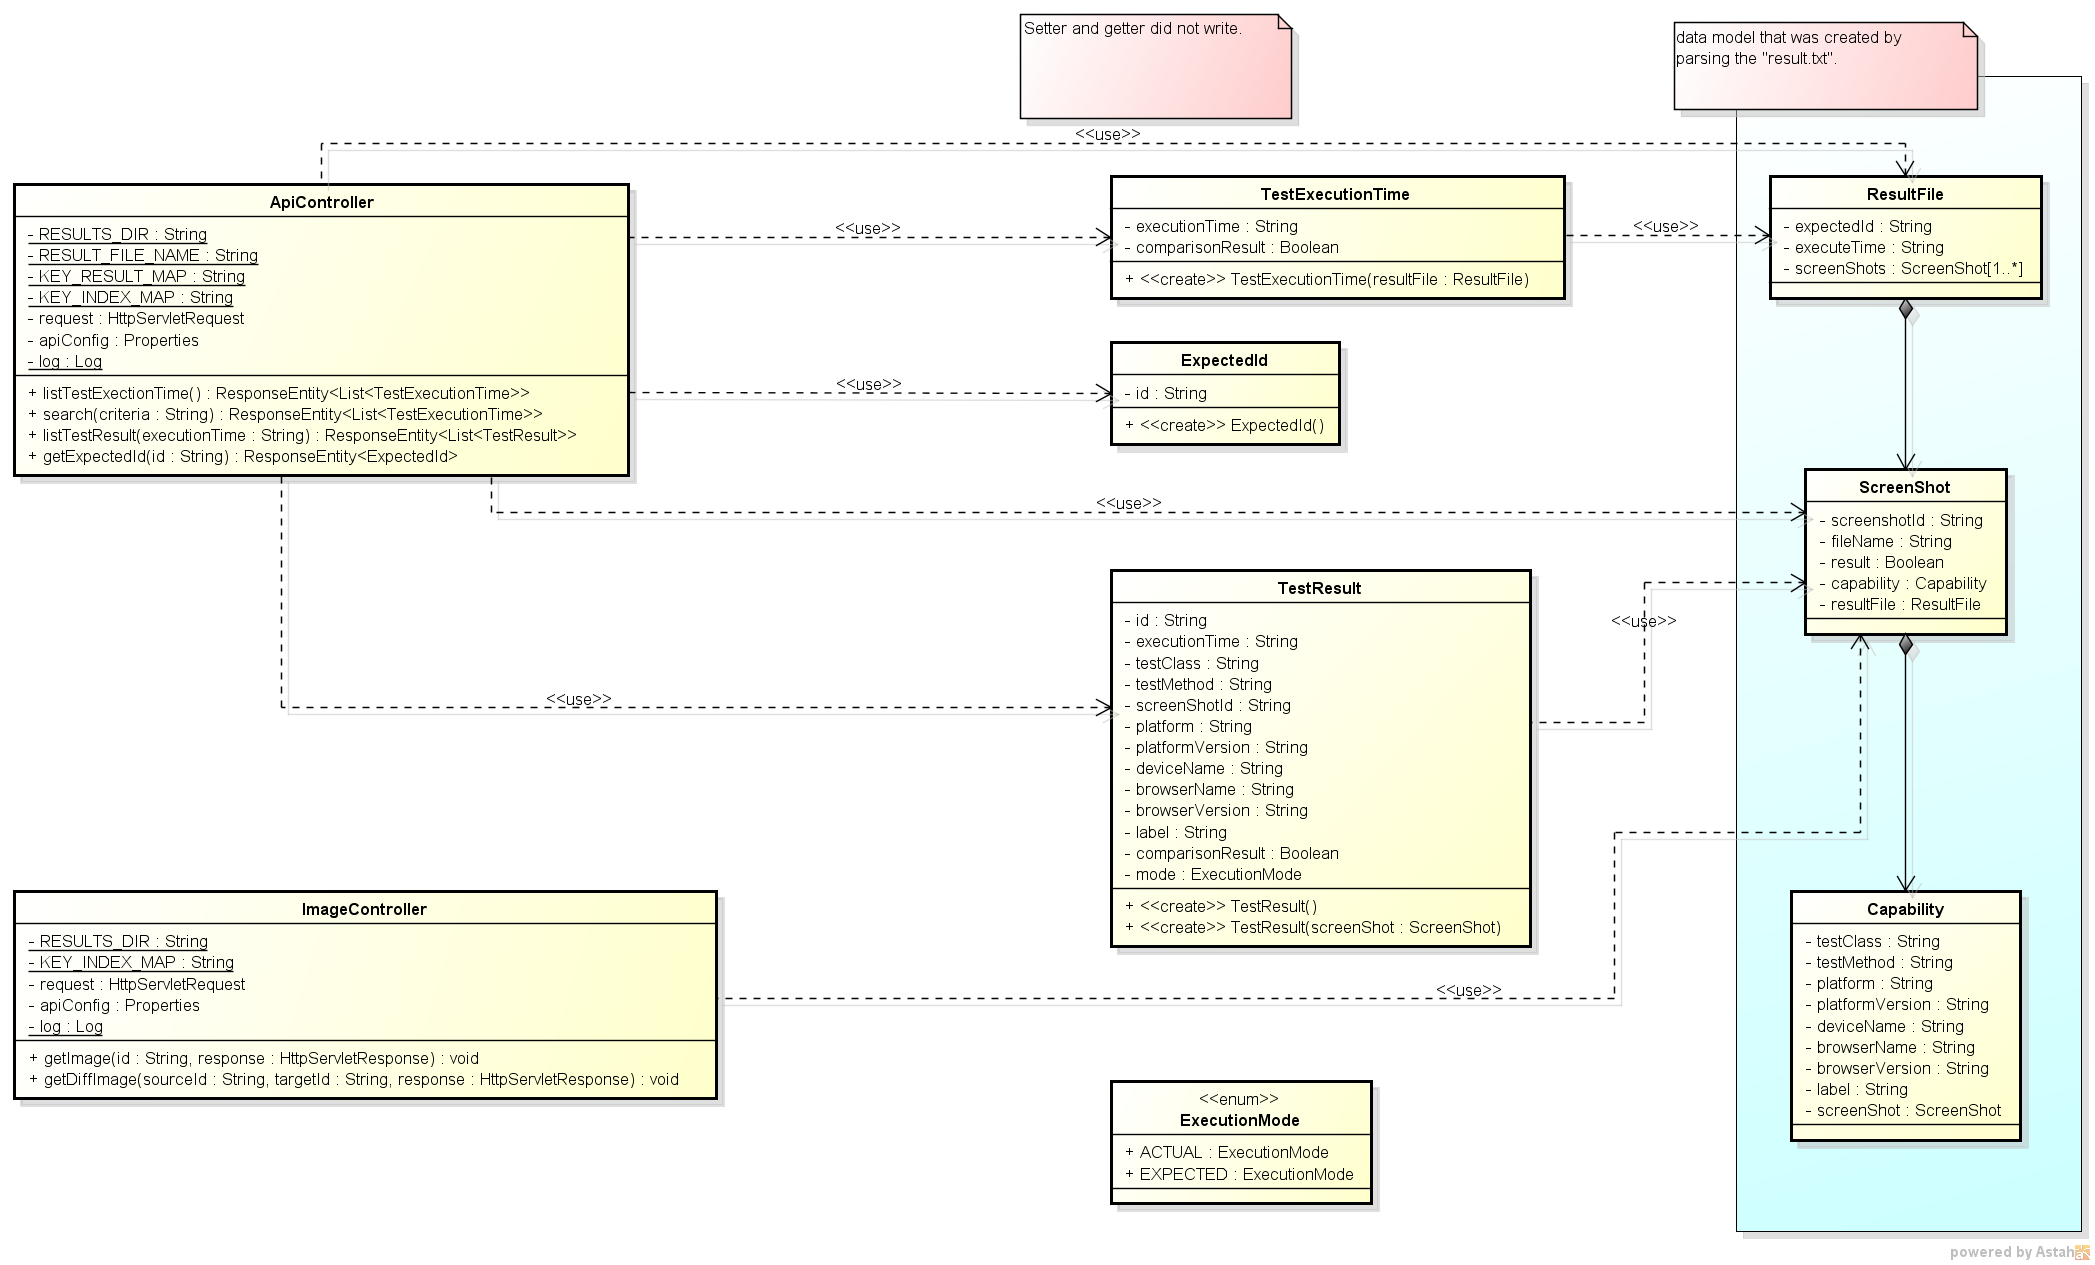 Setter and getter did not write.
data model that was created by
parsing the "result.txt".
<<use>>
ApiController
- RESULTS_DIR : String
- RESULT_FILE_NAME : String
- KEY_RESULT_MAP : String
- KEY_INDEX_MAP : String
- request : HttpServletRequest
- apiConfig : Properties
- log : Log
+ listTestExectionTime() : ResponseEntity<List<TestExecutionTime>>
+ search(criteria : String) : ResponseEntity<List<TestExecutionTime>>
+ listTestResult(executionTime : String) : ResponseEntity<List<TestResult>>
+ getExpectedId(id : String) : ResponseEntity<ExpectedId>
<<use>>
<<use>>
TestExecutionTime
- executionTime : String
- comparisonResult : Boolean
+ <<create>> TestExecutionTime(resultFile : ResultFile)
<<use>>
ResultFile
- expectedId : String
- executeTime : String
- screenShots : ScreenShot[1..*]
ExpectedId
- id : String
+ <<create>> ExpectedId()
<<use>>
ScreenShot
- screenshotId : String
- fileName : String
- result : Boolean
- capability : Capability
- resultFile : ResultFile
<<use>>
TestResult
- id : String
- executionTime : String
- testClass : String
- testMethod : String
- screenShotId : String
- platform : String
- platformVersion : String
- deviceName : String
- browserName : String
- browserVersion : String
- label : String
- comparisonResult : Boolean
- mode : ExecutionMode
+ <<create>> TestResult()
+ <<create>> TestResult(screenShot : ScreenShot)
<<use>>
ImageController
- RESULTS_DIR : String
- KEY_INDEX_MAP : String
- request : HttpServletRequest
- apiConfig : Properties
- log : Log
+ getImage(id : String, response : HttpServletResponse) : void
+ getDiffImage(sourceId : String, targetId : String, response : HttpServletResponse) : void
<<use>>
Capability
- testClass : String
- testMethod : String
- platform : String
- platformVersion : String
- deviceName : String
- browserName : String
- browserVersion : String
- label : String
- screenShot : ScreenShot
<<enum>>
ExecutionMode
+ ACTUAL : ExecutionMode
+ EXPECTED : ExecutionMode
powered by Astah